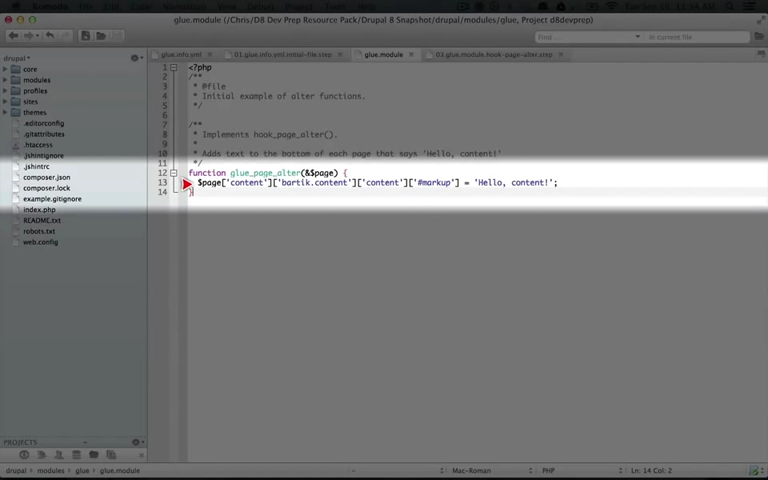 glue.module (/Chris/D8 Dev Prep Resource Pack/Drupal 8 Snapshot/drupal/modules/glue, Project d8devprep)
Find ...
in current file
drupal
glue.info.yml
01.glue.info.yml.initial-file.step
glue.module
03.glue.module.hook-page-alter.step
core
modules
profiles
sites
themes
.editorconfig
.gitattributes
.htaccess
.jshintignore
.jshintrc
composer.json
composer.lock
example.gitignore
index.php
README.txt
robots.txt
web.config
1 <?php
2 /**
3 * @file
4 * Initial example of alter functions.
5 */
6
7 /**
8 * Implements hook_page_alter().
9 *
10 * Adds text to the bottom of each page that says 'Hello, content!'
11 */
12 function glue_page_alter(&$page) {
13 $page['content']['bartik.content']['content']['#markup'] = 'Hello, content!';
14 }
PROJECTS
drupal modules glue glue.module
Mac-Roman
PHP
Ln: 14 Col: 2